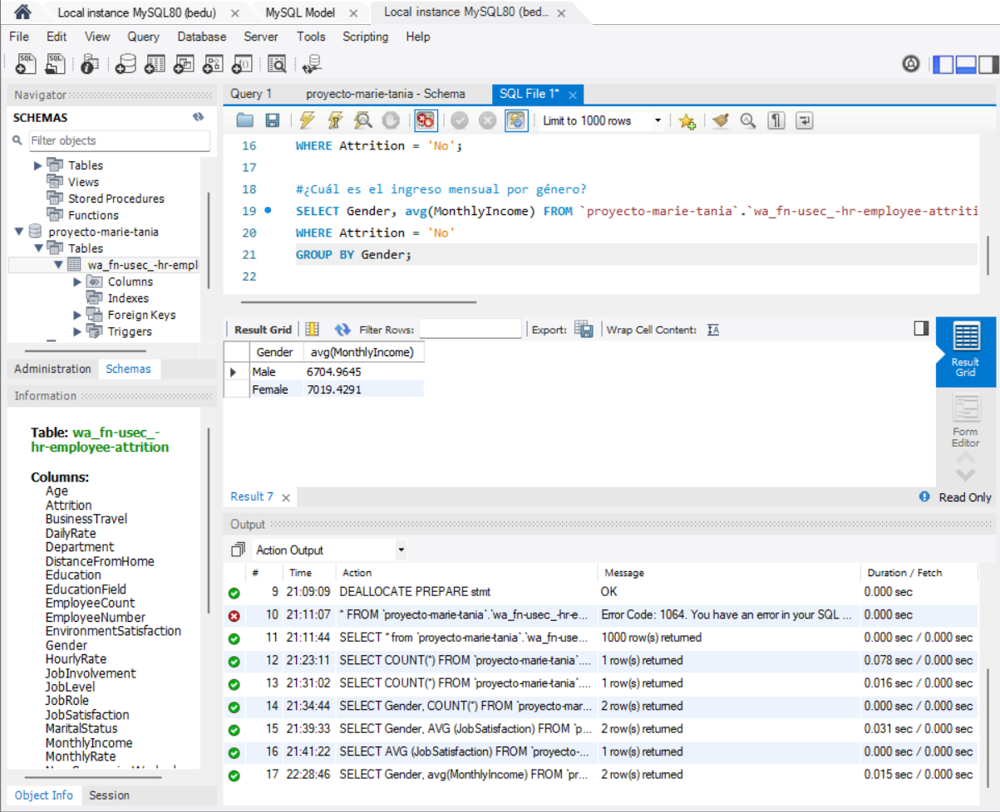 Local instance MySQL80 (bedu) ×
MySQL Model ×
Local instance MySQL80 (bed... ×
File Edit View Query Database Server Tools Scripting Help
Navigator
SCHEMAS
Filter objects
Tables
Views
Stored Procedures
Functions
proyecto-marie-tania
Tables
wa_fn-usec_-hr-empl
Columns
Indexes
Foreign Keys
Triggers
Administration Schemas
Information
Table: wa_fn-usec_-
hr-employee-attrition
Columns:
Age
Attrition
BusinessTravel
DailyRate
Department
DistanceFromHome
Education
EducationField
EmployeeCount
EmployeeNumber
EnvironmentSatisfaction
Gender
HourlyRate
JobInvolvement
JobLevel
JobRole
JobSatisfaction
MaritalStatus
MonthlyIncome
MonthlyRate
Object Info Session
Query 1 proyecto-marie-tania - Schema SQL File 1* ×
Limit to 1000 rows
16 WHERE Attrition = 'No';
17
18 #¿Cuál es el ingreso mensual por género?
19 SELECT Gender, avg(MonthlyIncome) FROM `proyecto-marie-tania`.`wa_fn-usec_-hr-employee-attriti
20 WHERE Attrition = 'No'
21 GROUP BY Gender;
22
Result Grid Filter Rows: Export: Wrap Cell Content:
Gender avg(MonthlyIncome)
Male 6704.9645
Female 7019.4291
Result
Grid
Form
Editor
Result 7 × Read Only
Output
Action Output
# Time Action Message Duration / Fetch
9 21:09:09 DEALLOCATE PREPARE stmt OK 0.000 sec
10 21:11:07 * FROM `proyecto-marie-tania`.`wa_fn-usec_-hr-e... Error Code: 1064. You have an error in your SQL ... 0.000 sec
11 21:11:44 SELECT * from `proyecto-marie-tania`.`wa_fn-use... 1000 row(s) returned 0.000 sec / 0.000 sec
12 21:23:11 SELECT COUNT(*) FROM `proyecto-marie-tania`.... 1 row(s) returned 0.078 sec / 0.000 sec
13 21:31:02 SELECT COUNT(*) FROM `proyecto-marie-tania`.... 1 row(s) returned 0.016 sec / 0.000 sec
14 21:34:44 SELECT Gender, COUNT(*) FROM `proyecto-mar... 2 row(s) returned 0.000 sec / 0.000 sec
15 21:39:33 SELECT Gender, AVG (JobSatisfaction) FROM `p... 2 row(s) returned 0.031 sec / 0.000 sec
16 21:41:22 SELECT AVG (JobSatisfaction) FROM `proyecto-... 1 row(s) returned 0.000 sec / 0.000 sec
17 22:28:46 SELECT Gender, avg(MonthlyIncome) FROM `pr... 2 row(s) returned 0.015 sec / 0.000 sec